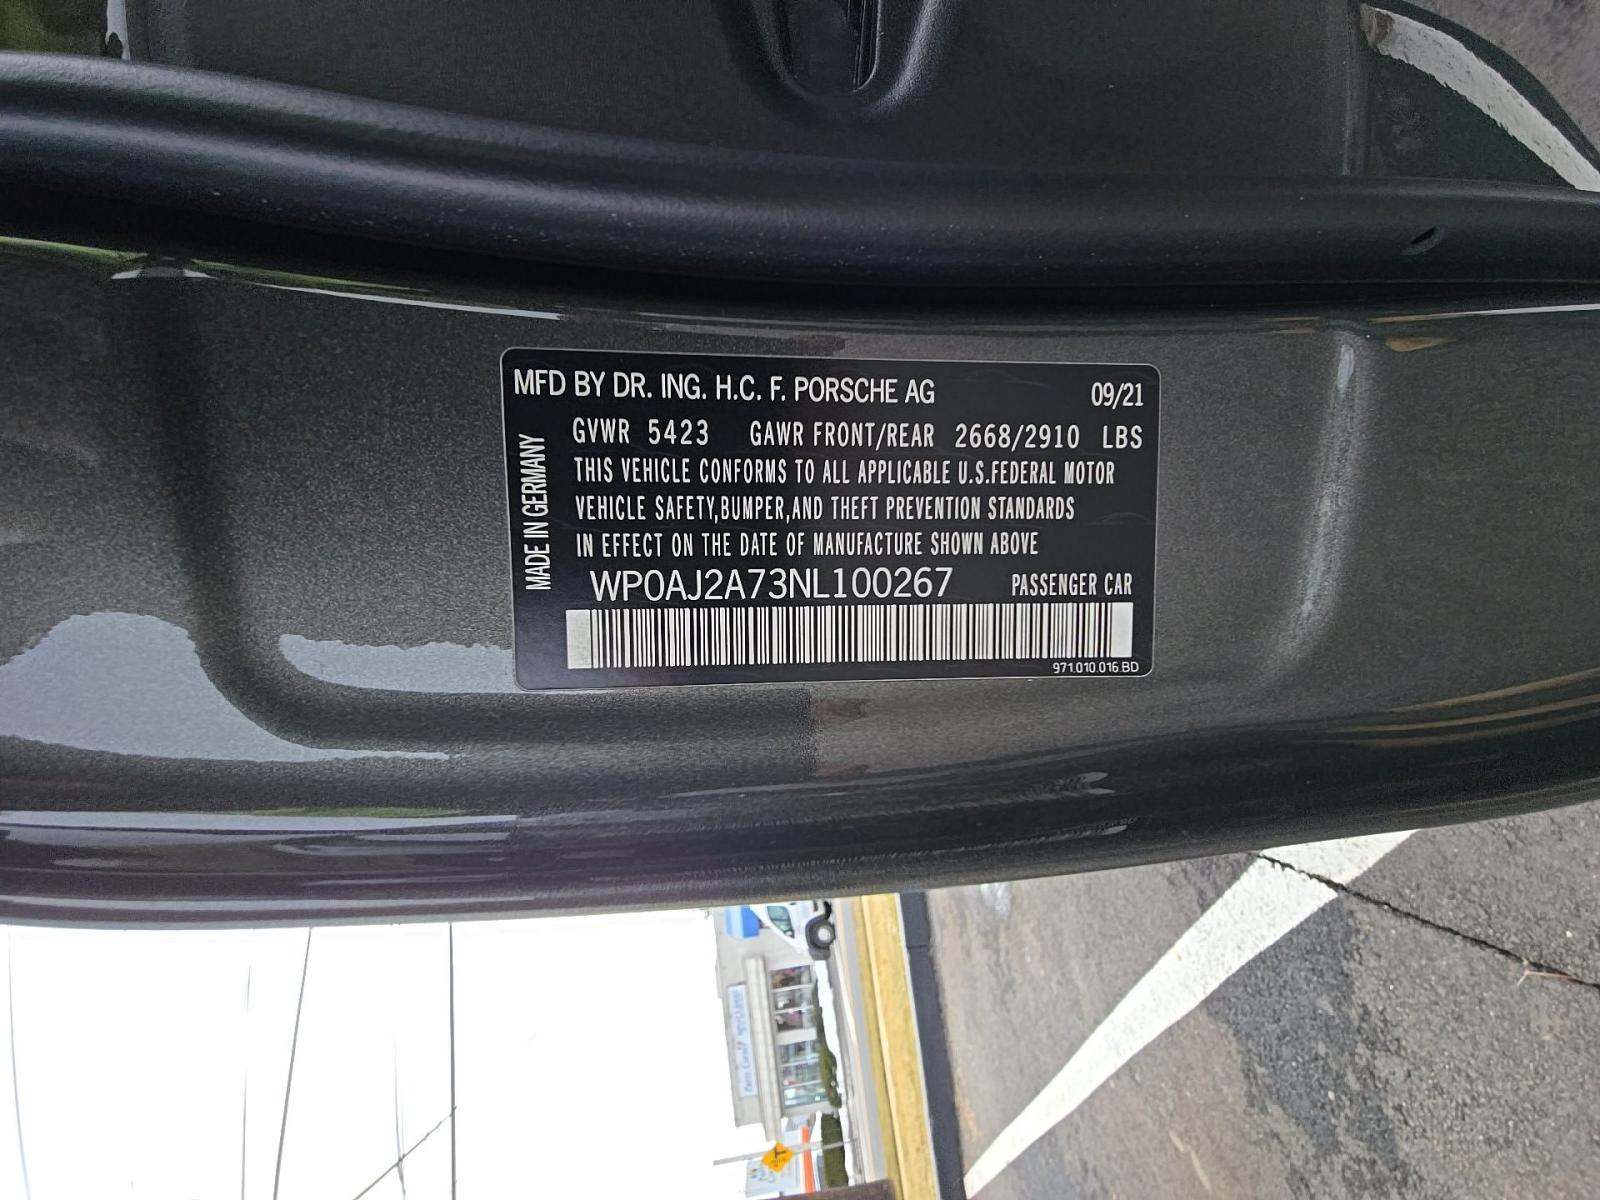 MFD BY DR. ING. H.C. F. PORSCHE AG 09/21
GVWR 5423 GAWR FRONT/REAR 2668/2910 LBS
THIS VEHICLE CONFORMS TO ALL APPLICABLE U.S.FEDERAL MOTOR
VEHICLE SAFETY,BUMPER,AND THEFT PREVENTION STANDARDS
IN EFFECT ON THE DATE OF MANUFACTURE SHOWN ABOVE
WP0AJ2A73NL100267 PASSENGER CAR
971.010.016 BD
MADE IN GERMANY